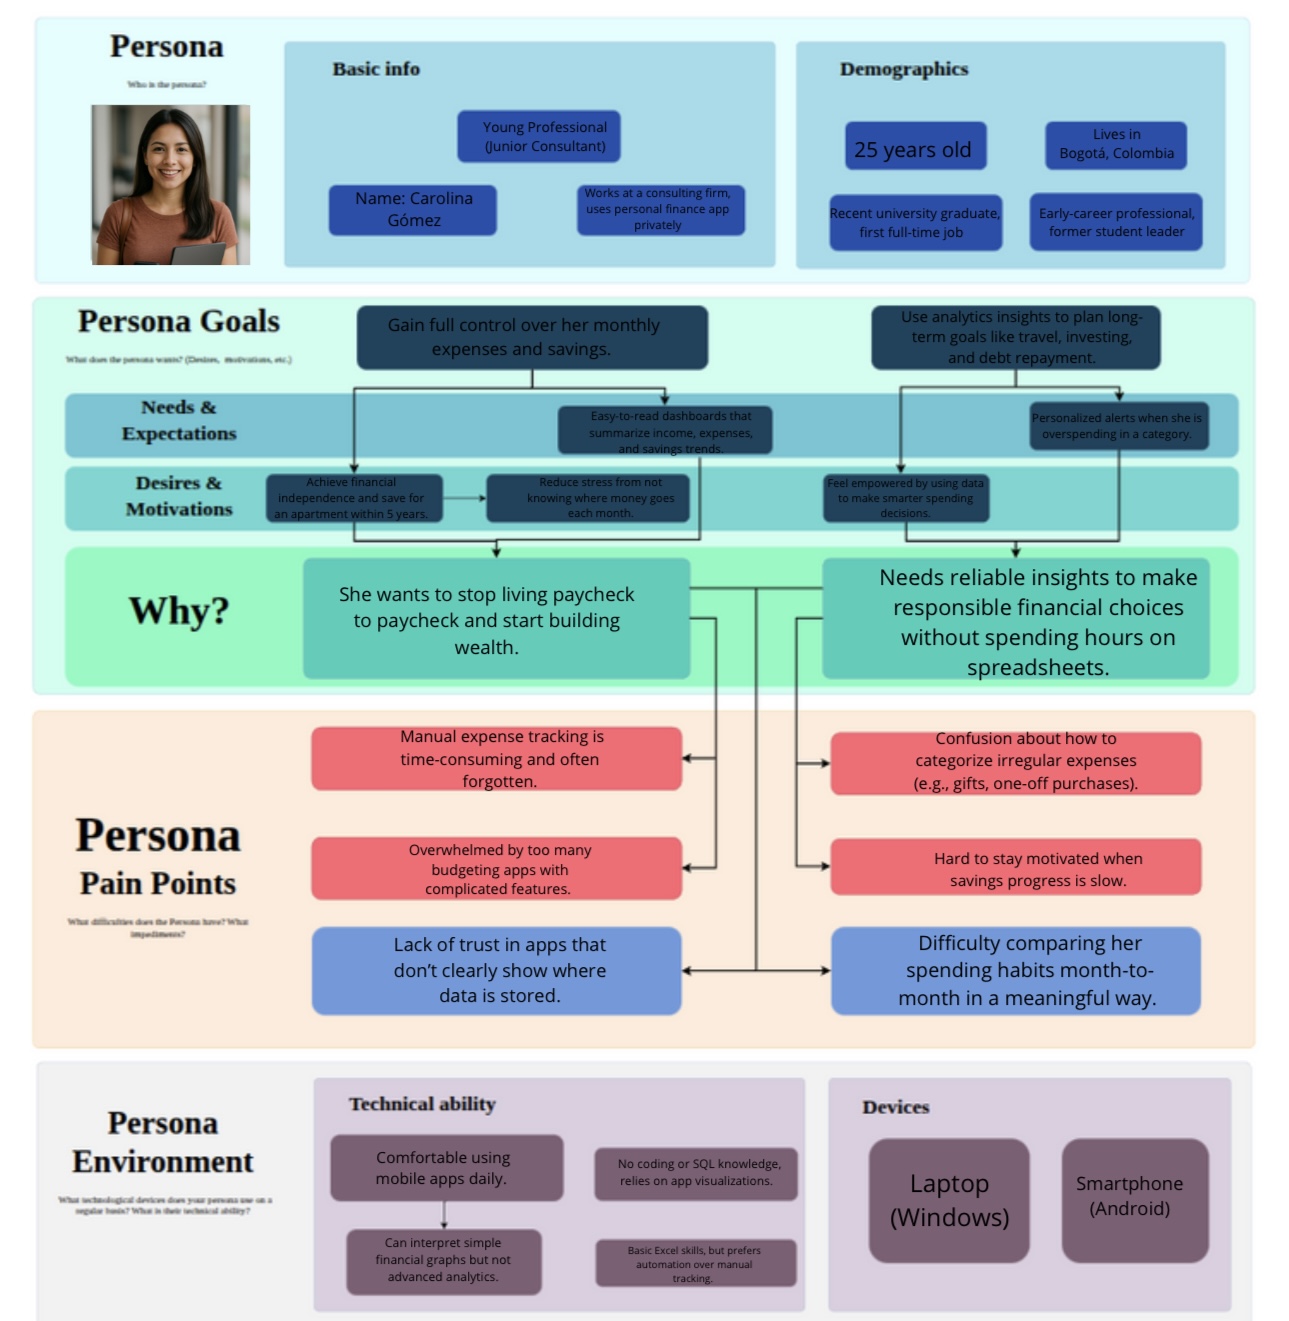 Persona
Who is the persona?
Basic info
Young Professional
(Junior Consultant)
Name: Carolina
Gómez
Works at a consulting firm,
uses personal finance app
privately
Demographics
25 years old
Lives in
Bogotá, Colombia
Recent university graduate,
first full-time job
Early-career professional,
former student leader
Persona Goals
What does the persona wants? (Desires, motivations, etc.)
Gain full control over her monthly
expenses and savings.
Use analytics insights to plan long-
term goals like travel, investing,
and debt repayment.
Needs &
Expectations
Easy-to-read dashboards that
summarize income, expenses,
and savings trends.
Personalized alerts when she is
overspending in a category.
Desires &
Motivations
Achieve financial
independence and save for
an apartment within 5 years.
Reduce stress from not
knowing where money goes
each month.
Feel empowered by using data
to make smarter spending
decisions.
Why?
She wants to stop living paycheck
to paycheck and start building
wealth.
Needs reliable insights to make
responsible financial choices
without spending hours on
spreadsheets.
Persona
Pain Points
What difficulties does the Persona have? What
impediments?
Manual expense tracking is
time-consuming and often
forgotten.
Confusion about how to
categorize irregular expenses
(e.g., gifts, one-off purchases).
Overwhelmed by too many
budgeting apps with
complicated features.
Hard to stay motivated when
savings progress is slow.
Lack of trust in apps that
don’t clearly show where
data is stored.
Difficulty comparing her
spending habits month-to-
month in a meaningful way.
Persona
Environment
What technological devices does your persona use on a
regular basis? What is their technical ability?
Technical ability
Comfortable using
mobile apps daily.
No coding or SQL knowledge,
relies on app visualizations.
Can interpret simple
financial graphs but not
advanced analytics.
Basic Excel skills, but prefers
automation over manual
tracking.
Devices
Laptop
(Windows)
Smartphone
(Android)